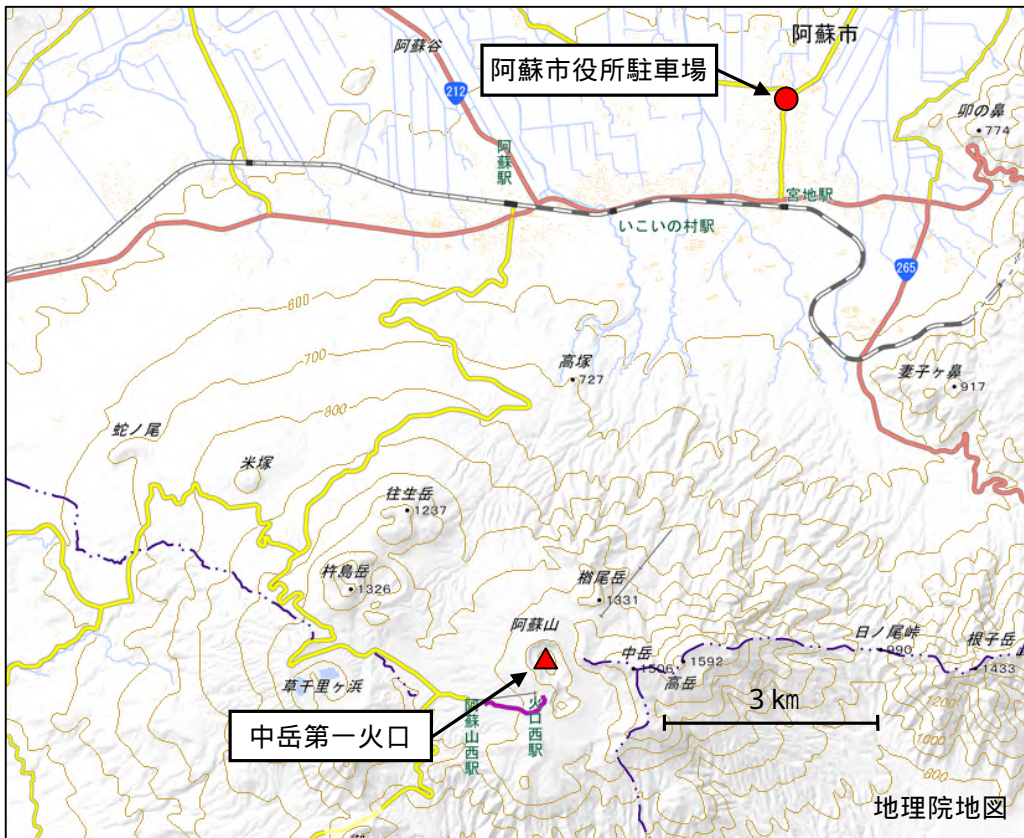 阿蘇市
阿蘇谷
阿蘇市役所駐車場
212
卯の鼻
774
阿蘇駅
宮地駅
いこいの村駅
265
600
700
800
高塚
727
妻子ヶ鼻
917
蛇ノ尾
米塚
往生岳
1237
杵島岳
1326
楢尾岳
1331
阿蘇山
中岳
1506
1592
高岳
日ノ尾峠
990
根子岳
1433
草千里ヶ浜
3km
1200
1000
800
中岳第一火口
阿蘇山西駅
火口西駅
地理院地図